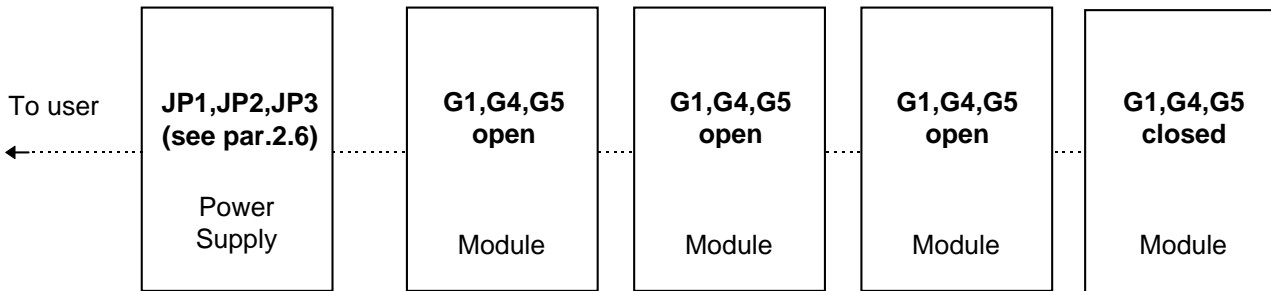 To user
JP1,JP2,JP3
(see par.2.6)
Power
Supply
G1,G4,G5
open
Module
G1,G4,G5
open
Module
G1,G4,G5
open
Module
G1,G4,G5
closed
Module